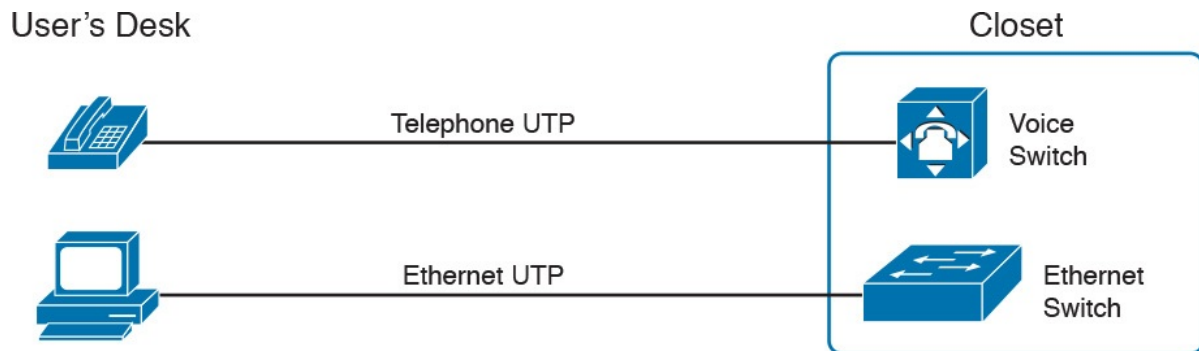 User's Desk
Closet
Telephone UTP
Voice
Switch
Ethernet UTP
Ethernet
Switch